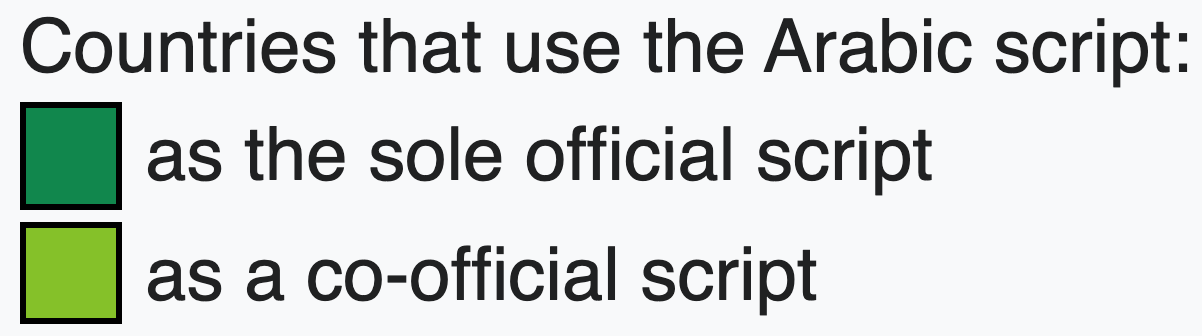 Countries that use the Arabic script:
as the sole official script
as a co-official script